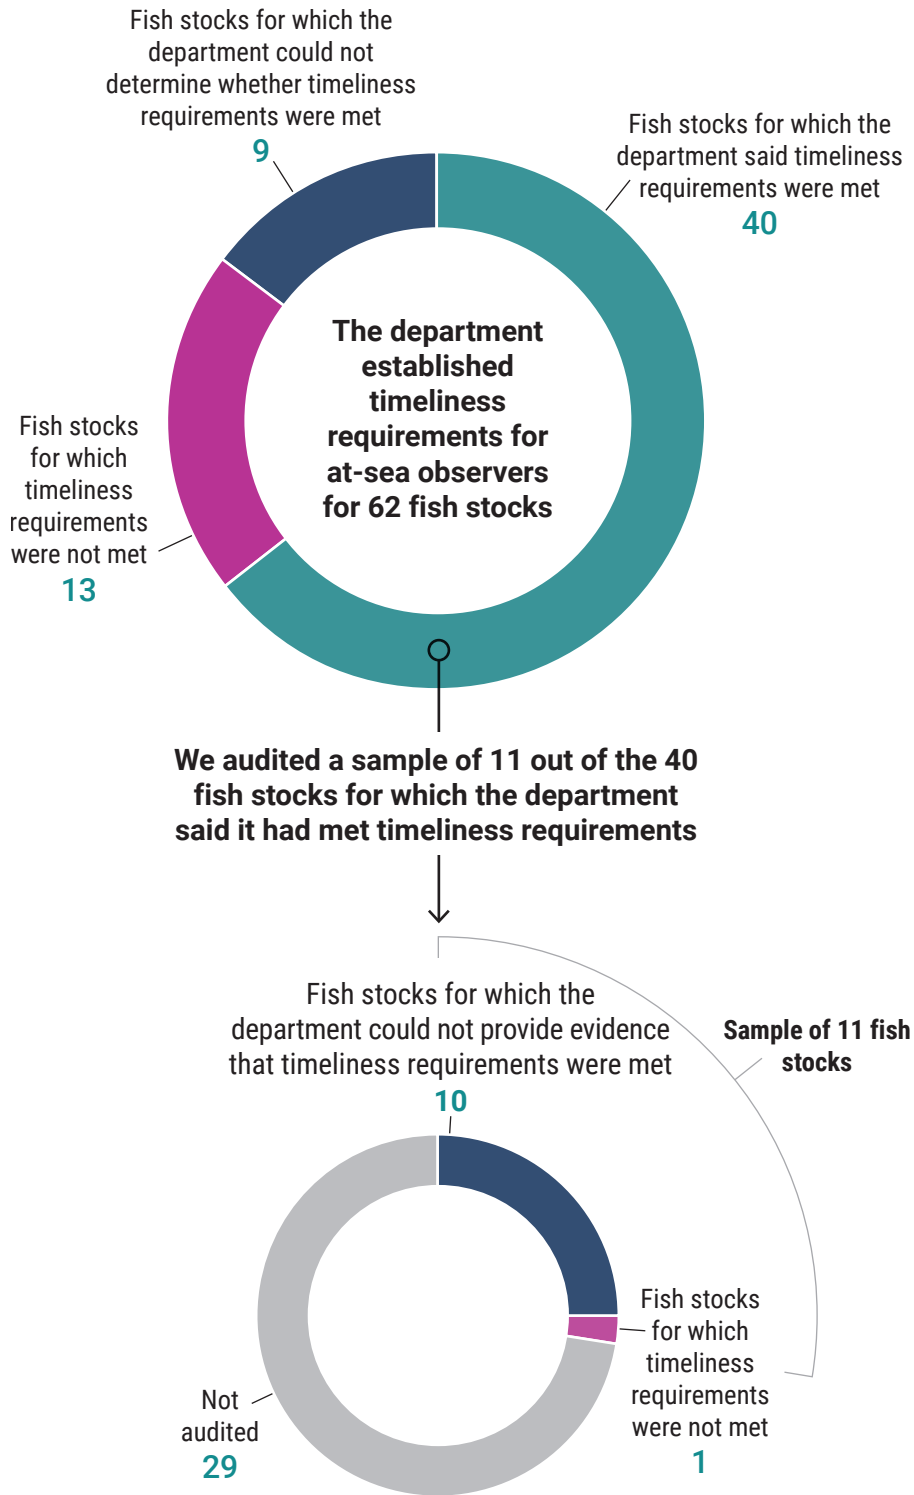 Fish stocks for which the
department could not
determine whether timeliness
requirements were met
9
Fish stocks for which the
department said timeliness
requirements were met
40
The department
established
timeliness
requirements for
at-sea observers
for 62 fish stocks
Fish stocks
for which
timeliness
requirements
were not met
13
We audited a sample of 11 out of the 40
fish stocks for which the department
said it had met timeliness requirements
Fish stocks for which the
department could not provide evidence
that timeliness requirements were met
10
Sample of 11 fish
stocks
Fish stocks
for which
timeliness
requirements
were not met
1
Not
audited
29